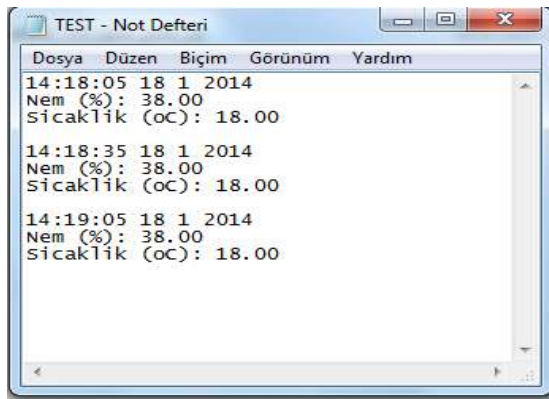 TEST - Not Defteri
Dosya Düzen Biçim Görünüm Yardım
14:18:05 18 1 2014
Nem (%): 38.00
Sicaklik (oC): 18.00
14:18:35 18 1 2014
Nem (%): 38.00
Sicaklik (oC): 18.00
14:19:05 18 1 2014
Nem (%): 38.00
Sicaklik (oC): 18.00